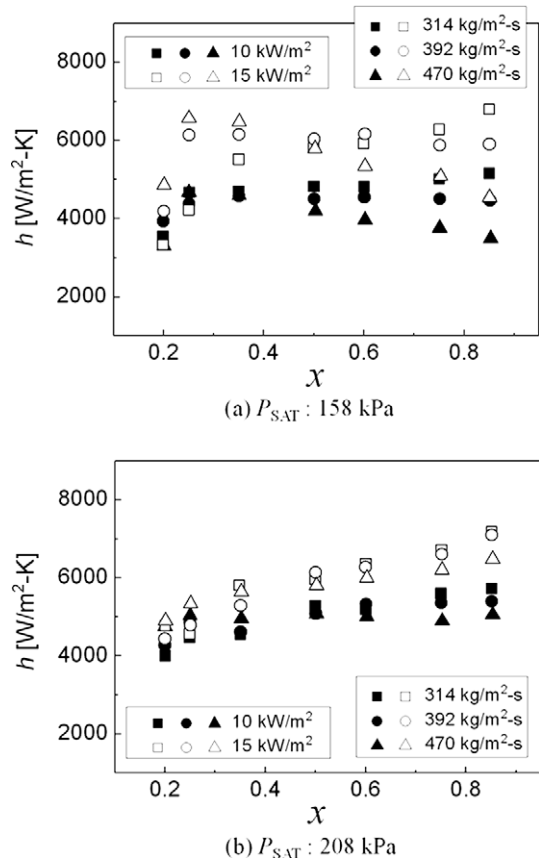 314 kg/m²-s
10 kW/m²
392 kg/m²-s
15 kW/m²
470 kg/m²-s
8000
6000
4000
2000
h [W/m²-K]
0.2 0.4 0.6 0.8
x
(a) P_SAT : 158 kPa
8000
6000
4000
2000
h [W/m²-K]
314 kg/m²-s
10 kW/m²
392 kg/m²-s
15 kW/m²
470 kg/m²-s
0.2 0.4 0.6 0.8
x
(b) P_SAT : 208 kPa